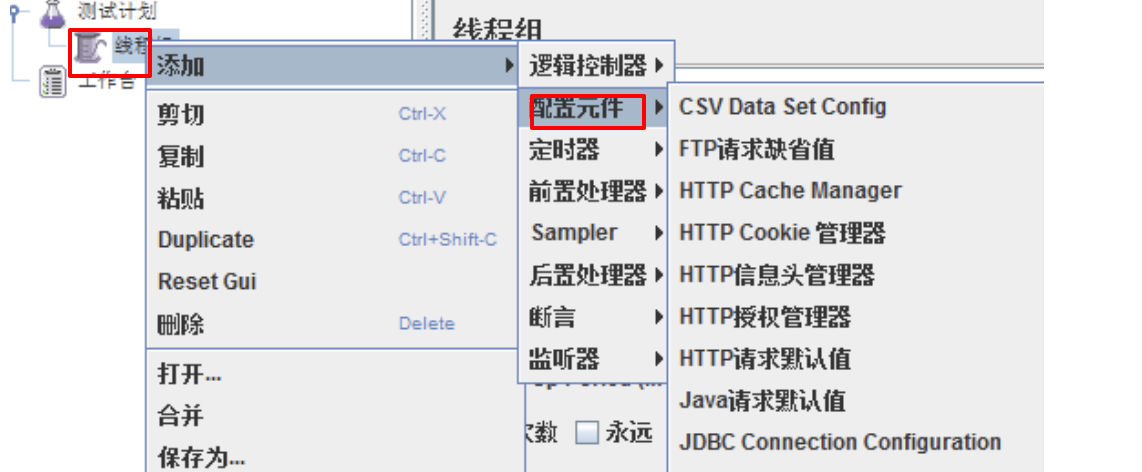 测试计划
线程组
工作台
线程组
添加
剪切 Ctrl-X
复制 Ctrl-C
粘贴 Ctrl-V
Duplicate Ctrl+Shift-C
Reset Gui
删除 Delete
打开...
合并
保存为...
逻辑控制器
配置元件
定时器
前置处理器
Sampler
后置处理器
断言
监听器
次数 永远
CSV Data Set Config
FTP请求缺省值
HTTP Cache Manager
HTTP Cookie 管理器
HTTP信息头管理器
HTTP授权管理器
HTTP请求默认值
Java请求默认值
JDBC Connection Configuration